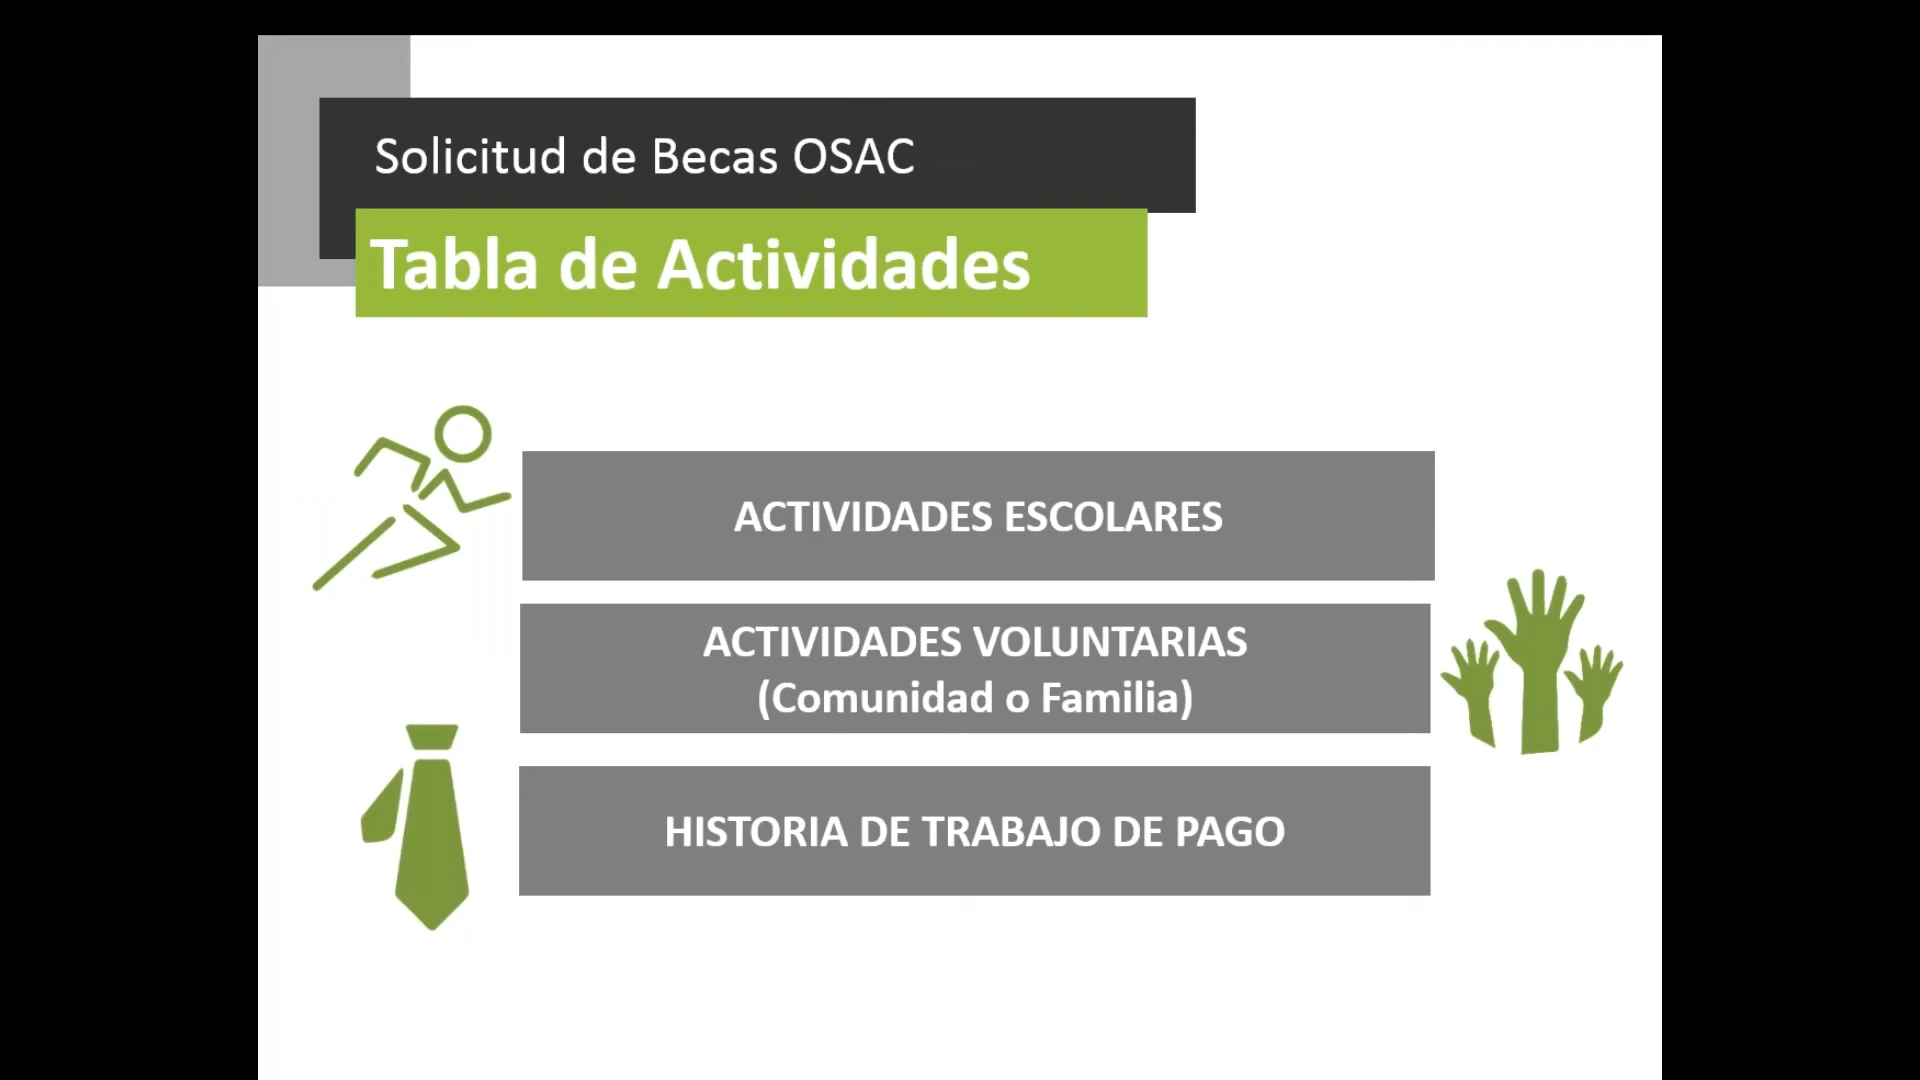 Solicitud de Becas OSAC
Tabla de Actividades
ACTIVIDADES ESCOLARES
ACTIVIDADES VOLUNTARIAS
(Comunidad o Familia)
HISTORIA DE TRABAJO DE PAGO